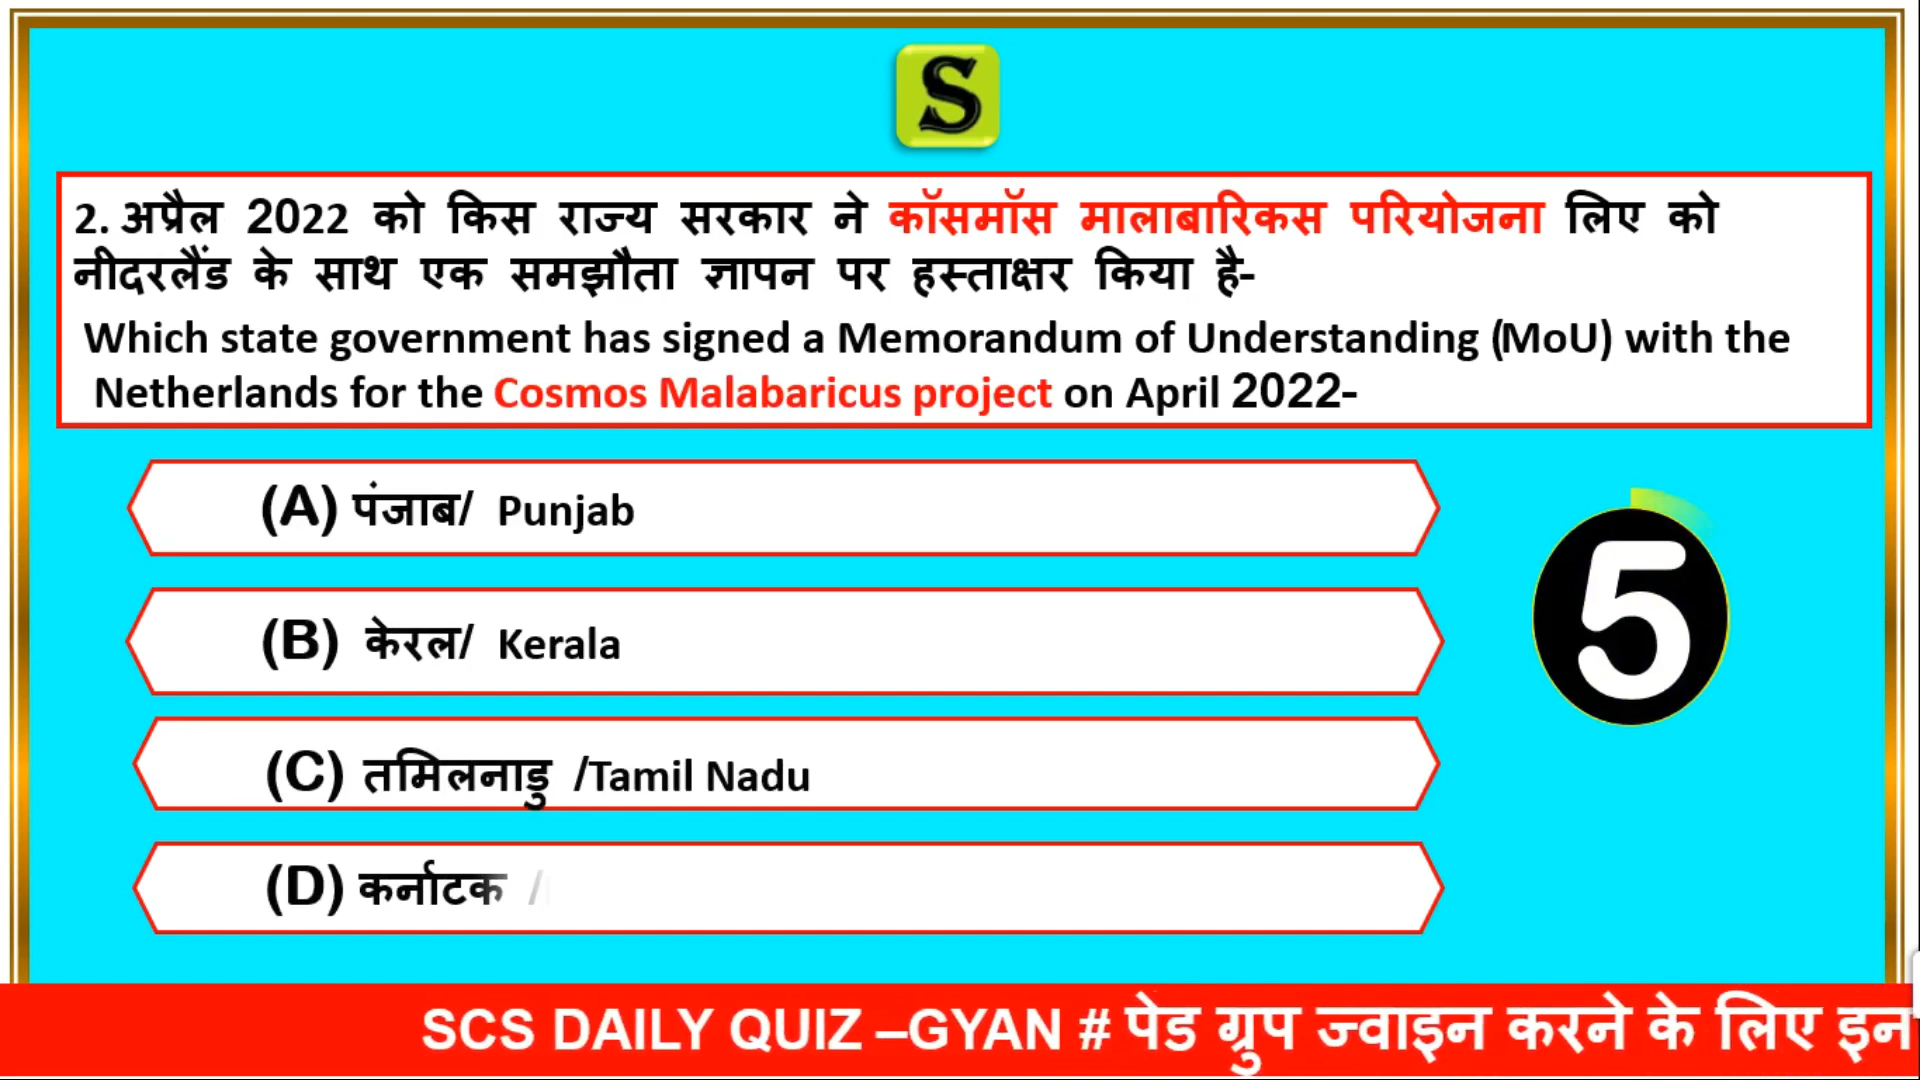 S
2. अप्रैल 2022 को किस राज्य सरकार ने कॉसमॉस मालाबारिकस परियोजना लिए को
नीदरलैंड के साथ एक समझौता ज्ञापन पर हस्ताक्षर किया है-
Which state government has signed a Memorandum of Understanding (MoU) with the
Netherlands for the Cosmos Malabaricus project on April 2022-
(A) पंजाब/ Punjab
(B) केरल/ Kerala
5
(C) तमिलनाडु /Tamil Nadu
(D) कर्नाटक /
SCS DAILY QUIZ –GYAN # पेड ग्रुप ज्वाइन करने के लिए इन